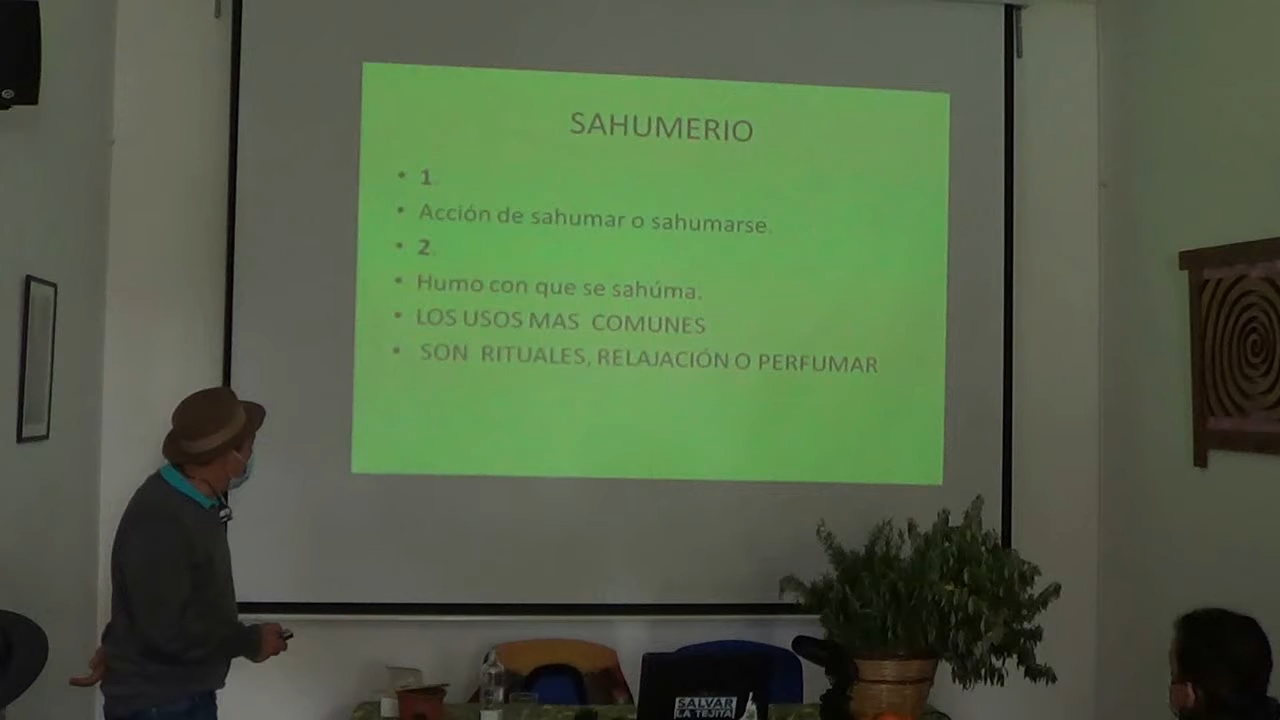 SAHUMERIO
• 1.
• Acción de sahumar o sahumarse.
• 2.
• Humo con que se sahúma.
• LOS USOS MAS COMUNES
• SON RITUALES, RELAJACIÓN O PERFUMAR
SALVAR
LA TEJITA